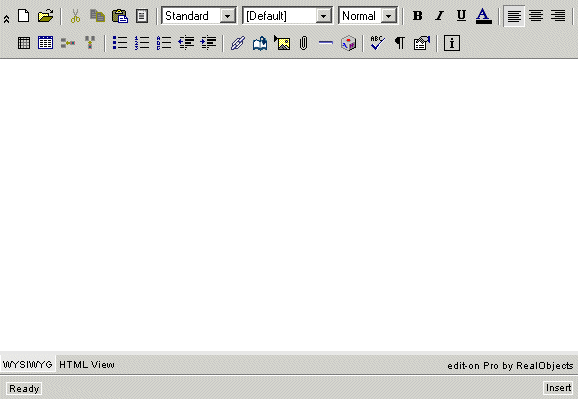 Standard [Default] Normal B I U A
ABC ¶ i
WYSIWYG HTML View edit-on Pro by RealObjects
Ready Insert